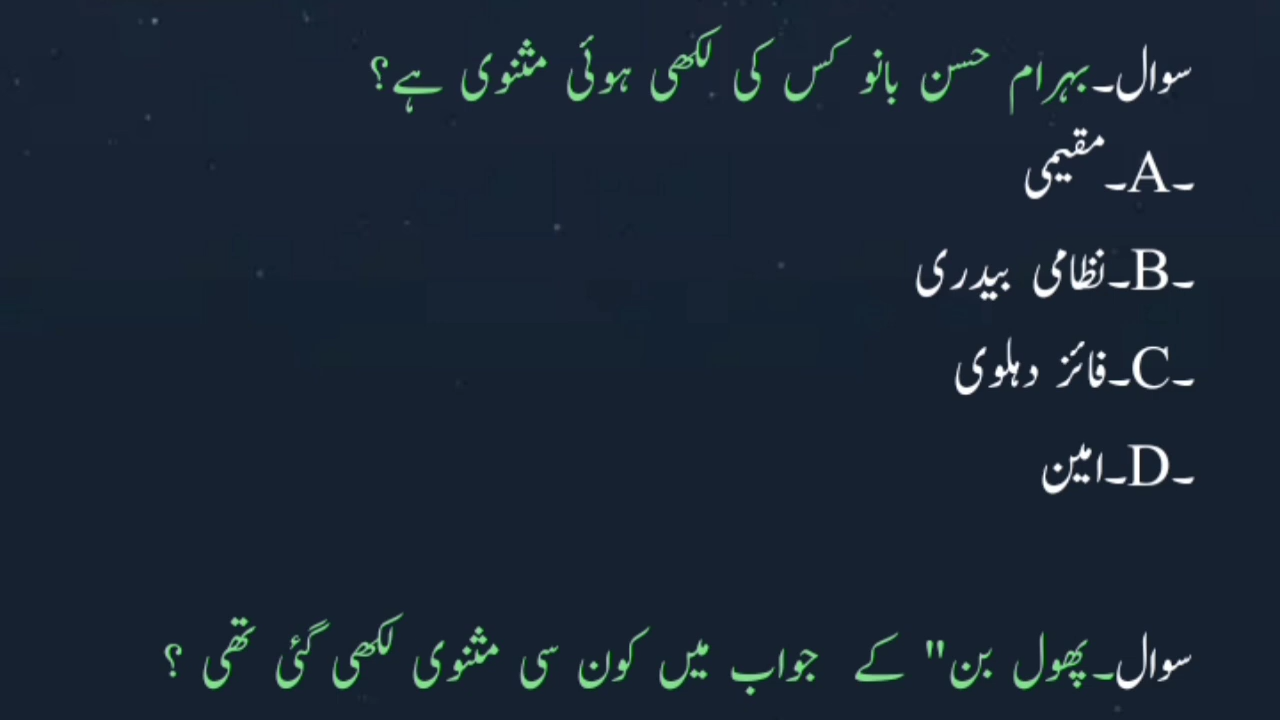 سوال۔بہرام حسن بانو کس کی لکھی ہوئی مثنوی ہے؟
۔A۔مقیمی
۔B۔نظامی بیدری
۔C۔فائز دہلوی
۔D۔امین
سوال۔پھول بن" کے جواب میں کون سی مثنوی لکھی گئی تھی ؟